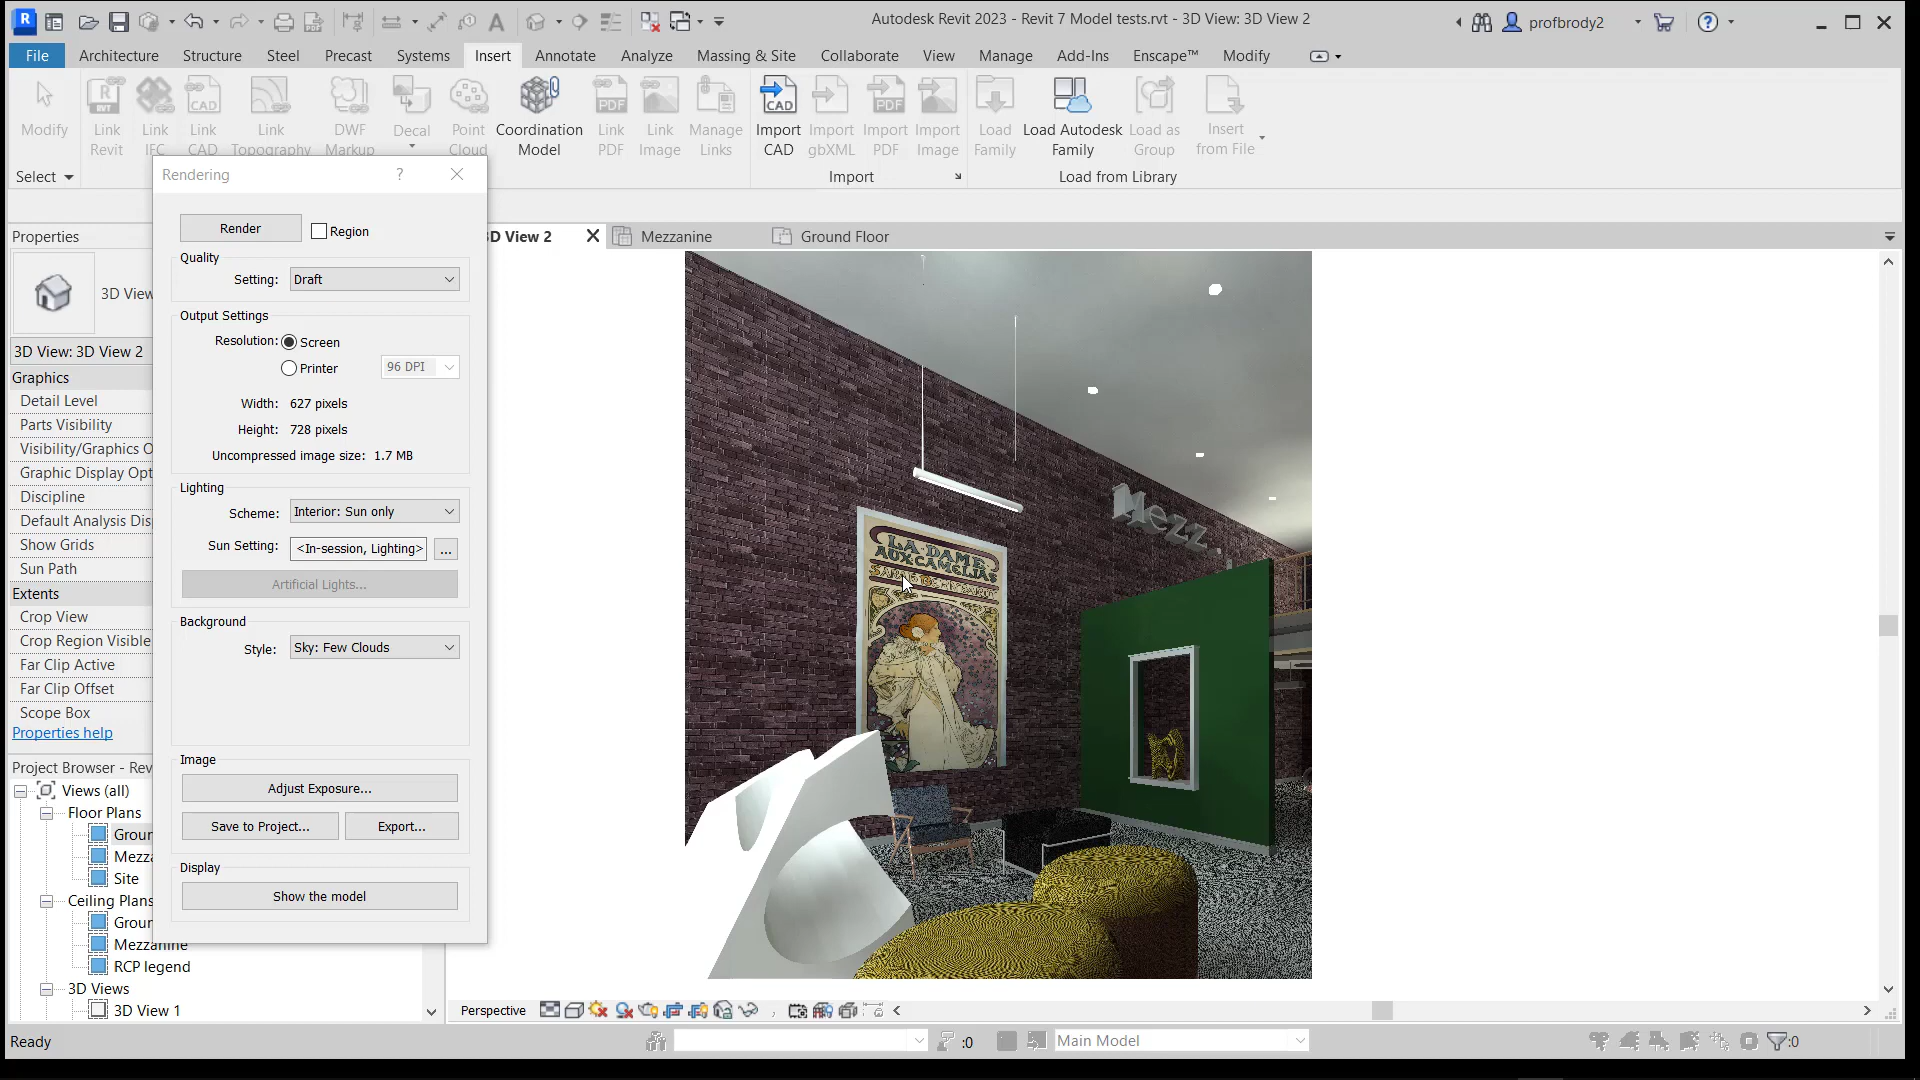 Autodesk Revit 2023 - Revit 7 Model tests.rvt - 3D View: 3D View 2
profbrody2
File Architecture Structure Steel Precast Systems Insert Annotate Analyze Massing & Site Collaborate View Manage Add-Ins Enscape™ Modify
Modify
Link
Revit
Link
IFC
Link
CAD
Link
Topography
DWF
Markup
Decal
Point
Cloud
Coordination
Model
Link
PDF
Link
Image
Manage
Links
Import
CAD
Import
gbXML
Import
PDF
Import
Image
Load
Family
Load Autodesk
Family
Load as
Group
Insert
from File
Select
Import
Load from Library
Rendering
?
Render
Region
Quality
Setting: Draft
Output Settings
Resolution: Screen
Printer 96 DPI
Width: 627 pixels
Height: 728 pixels
Uncompressed image size: 1.7 MB
Lighting
Scheme: Interior: Sun only
Sun Setting: <In-session, Lighting> ...
Artificial Lights...
Background
Style: Sky: Few Clouds
Image
Adjust Exposure...
Save to Project... Export...
Display
Show the model
Properties
3D View
3D View: 3D View 2
Graphics
Detail Level
Parts Visibility
Visibility/Graphics O
Graphic Display Opt
Discipline
Default Analysis Dis
Show Grids
Sun Path
Extents
Crop View
Crop Region Visible
Far Clip Active
Far Clip Offset
Scope Box
Properties help
Project Browser - Rev
Views (all)
Floor Plans
Groun
Mezza
Site
Ceiling Plans
Groun
Mezzanine
RCP legend
3D Views
3D View 1
3D View 2 Mezzanine Ground Floor
LA·DAME
AUX·CAMELIAS
Mezz.
Perspective
Ready
:0
Main Model
:0